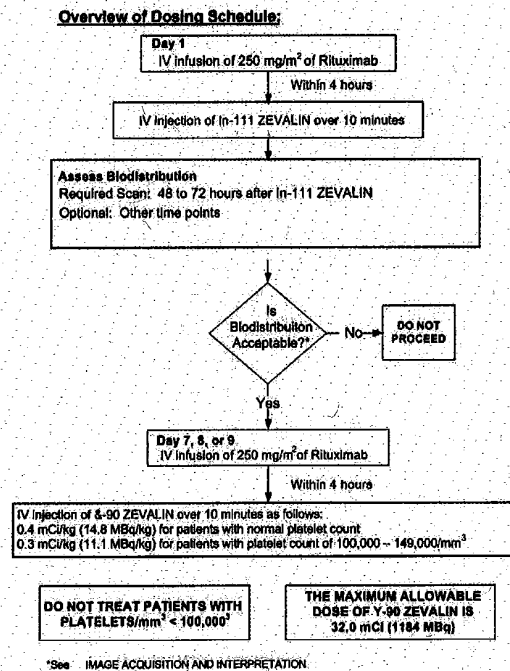 Overview of Dosing Schedule:
Day 1
IV infusion of 250 mg/m² of Rituximab
Within 4 hours
IV Injection of In-111 ZEVALIN over 10 minutes
Assess Biodistribution
Required Scan: 48 to 72 hours after In-111 ZEVALIN
Optional: Other time points
Is
Biodistribuiton
Acceptable?*
No
DO NOT
PROCEED
Yes
Day 7, 8, or 9
IV infusion of 250 mg/m² of Rituximab
Within 4 hours
IV Injection of &-90 ZEVALIN over 10 minutes as follows:
0.4 mCi/kg (14.8 MBq/kg) for patients with normal platelet count
0.3 mCi/kg (11.1 MBq/kg) for patients with platelet count of 100,000 – 149,000/mm³
DO NOT TREAT PATIENTS WITH
PLATELETS/mm³ < 100,000³
THE MAXIMUM ALLOWABLE
DOSE OF Y-90 ZEVALIN IS
32.0 mCi (1184 MBq)
*See IMAGE ACQUISITION AND INTERPRETATION